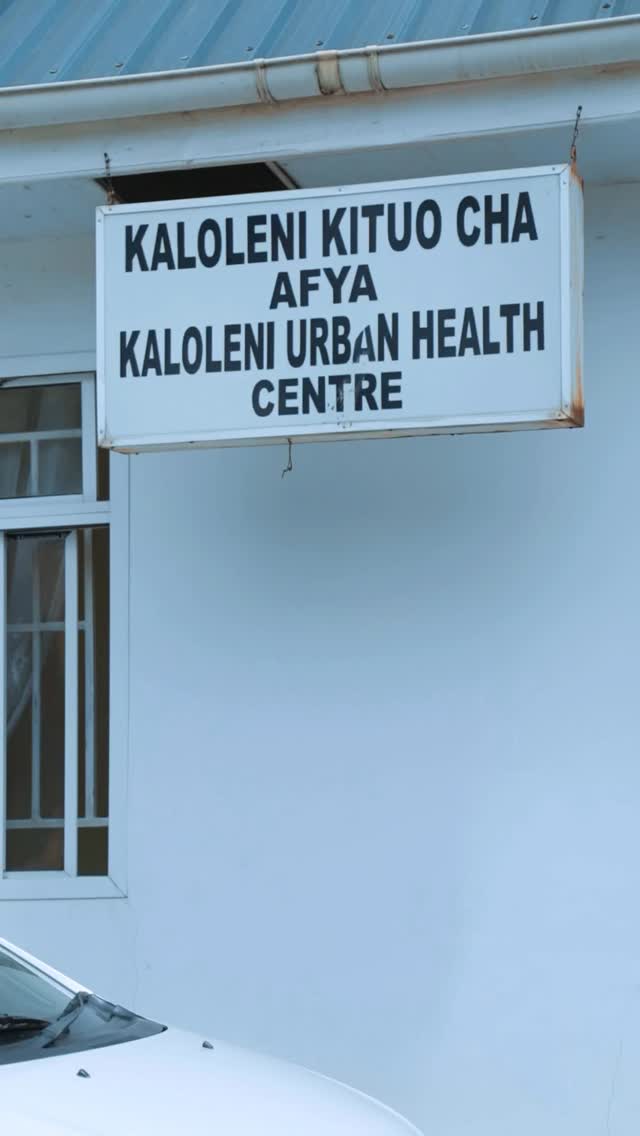 KALOLENI KITUO CHA
AFYA
KALOLENI URBAN HEALTH
CENTRE